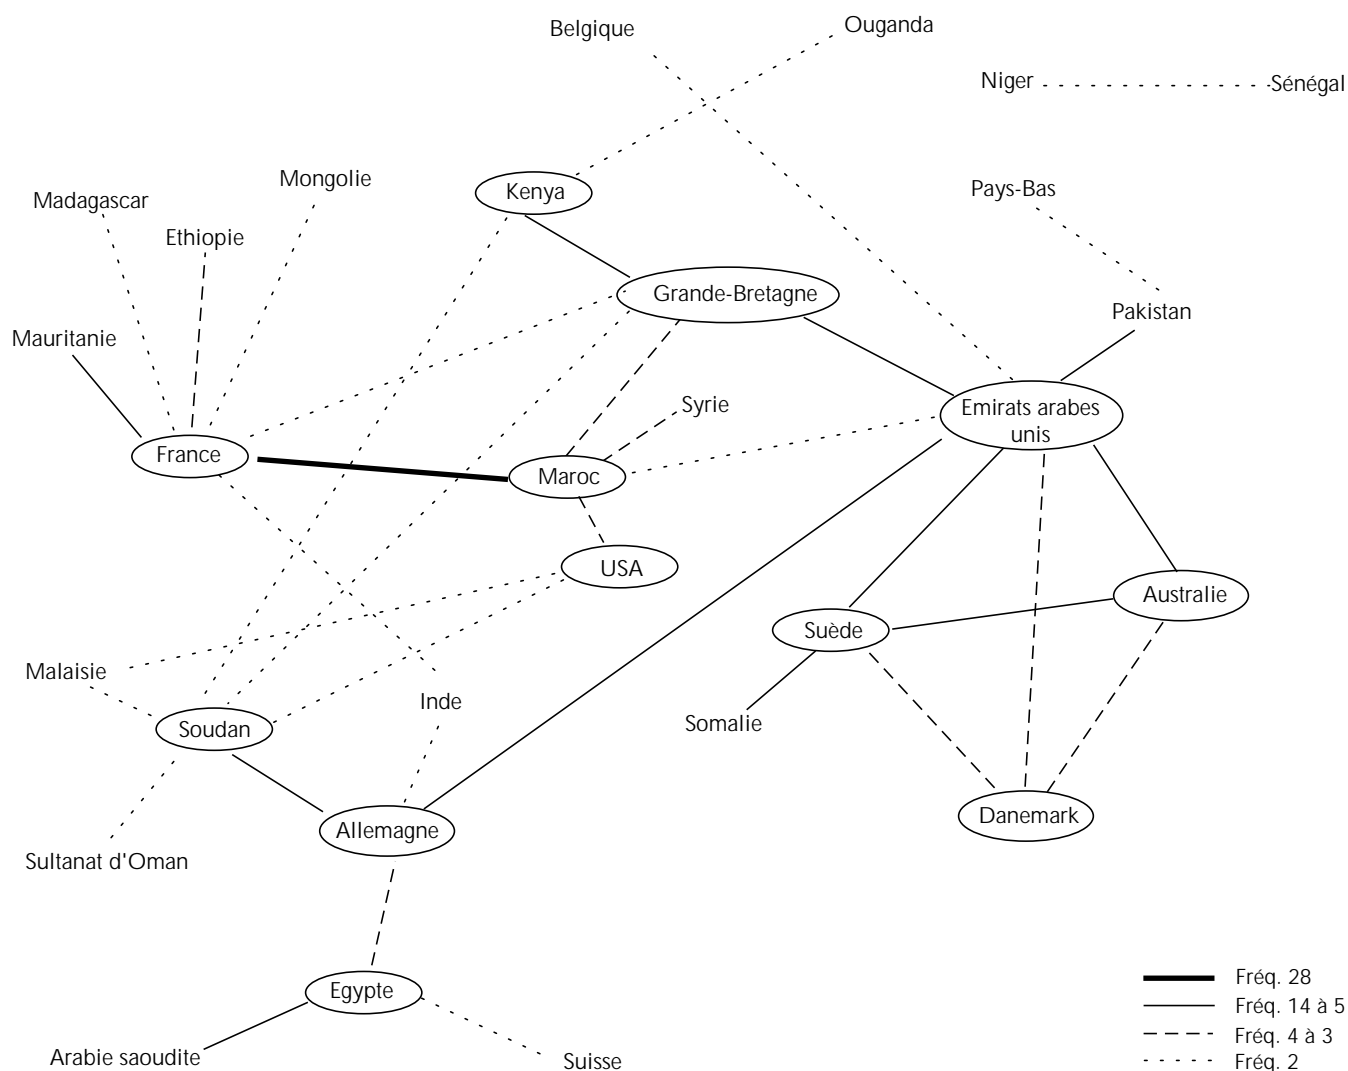 Belgique
Ouganda
Niger
Sénégal
Mongolie
Kenya
Pays-Bas
Madagascar
Ethiopie
Grande-Bretagne
Pakistan
Mauritanie
Syrie
Emirats arabes
unis
France
Maroc
USA
Australie
Suède
Malaisie
Inde
Somalie
Soudan
Danemark
Allemagne
Sultanat d'Oman
Egypte
Arabie saoudite
Suisse
Fréq. 28
Fréq. 14 à 5
Fréq. 4 à 3
Fréq. 2